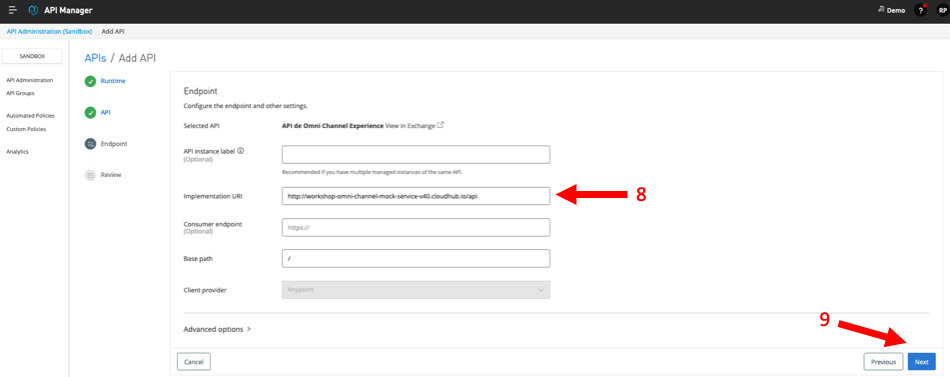 API Manager
Demo
?
RP
API Administration (Sandbox) Add API
SANDBOX
API Administration
API Groups
Automated Policies
Custom Policies
Analytics
APIs / Add API
Runtime
API
Endpoint
Review
Endpoint
Configure the endpoint and other settings.
Selected API API de Omni Channel Experience View in Exchange
API instance label
(Optional)
Recommended if you have multiple managed instances of the same API.
Implementation URI http://workshop-omni-channel-mock-service-v40.cloudhub.io/api
8
Consumer endpoint
(Optional)
https://
Base path /
Client provider Anypoint
Advanced options >
9
Cancel Previous Next